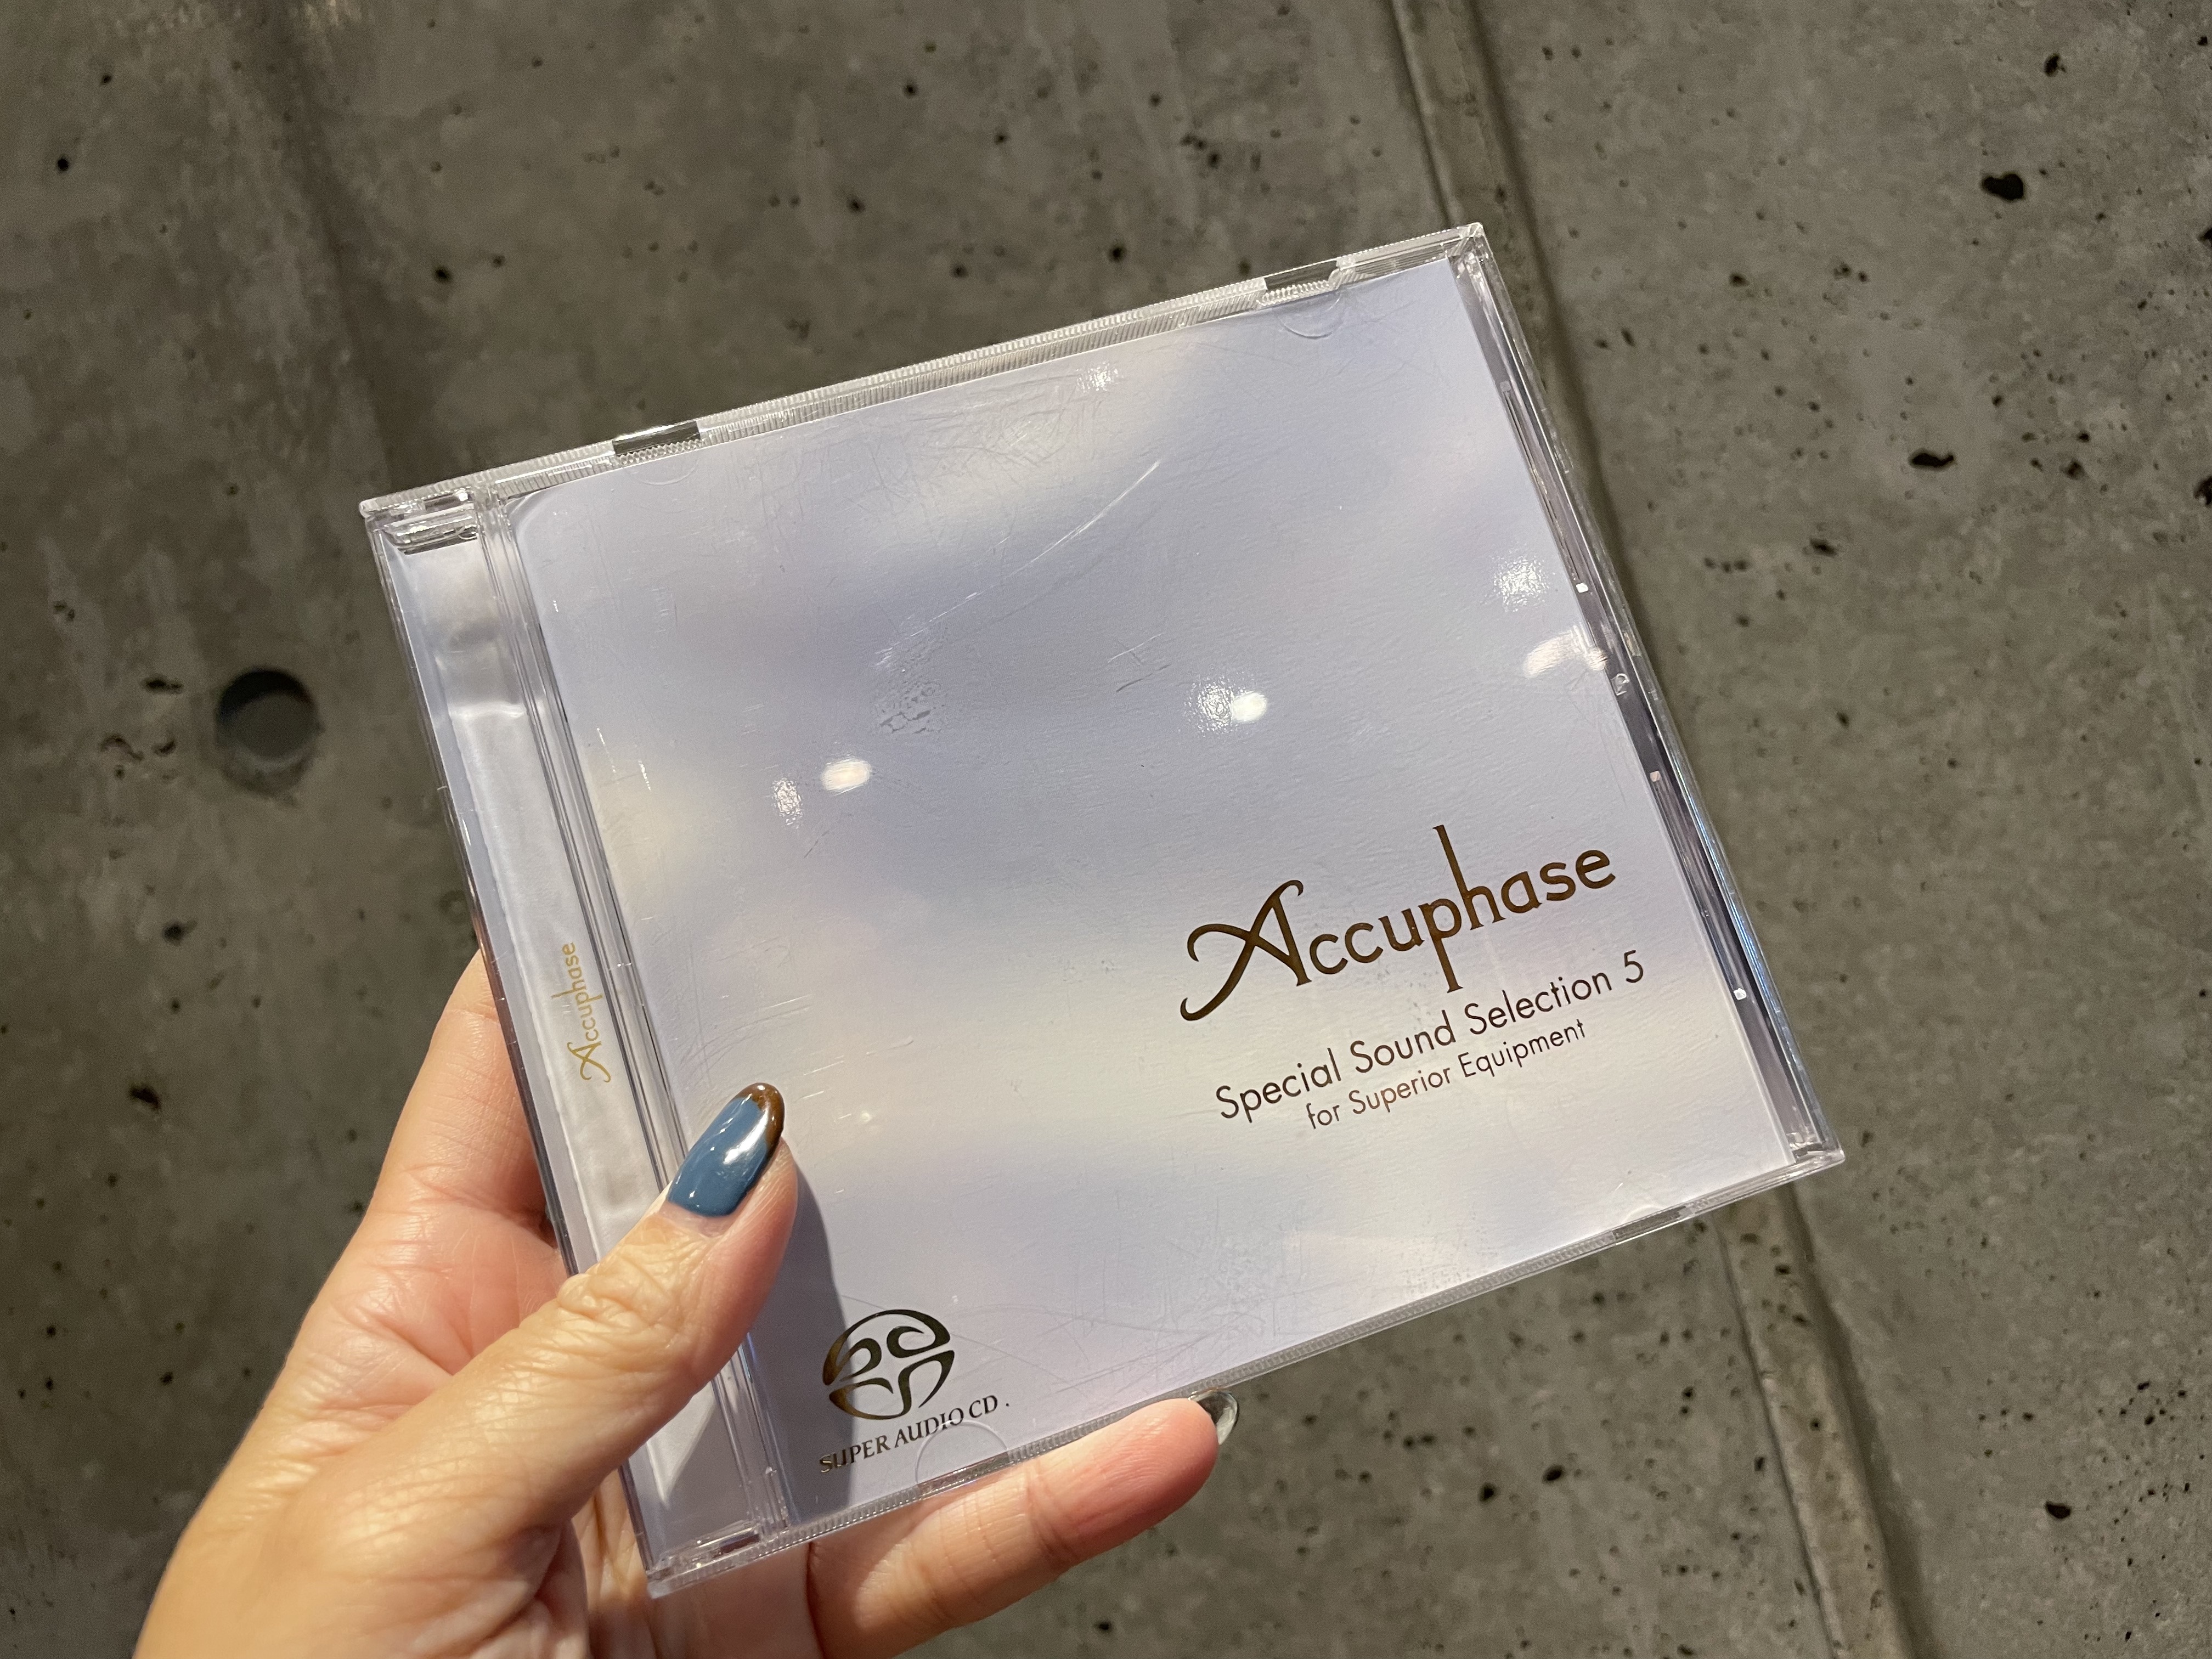 Accuphase
Accuphase
Special Sound Selection 5
for Superior Equipment
SUPER AUDIO CD